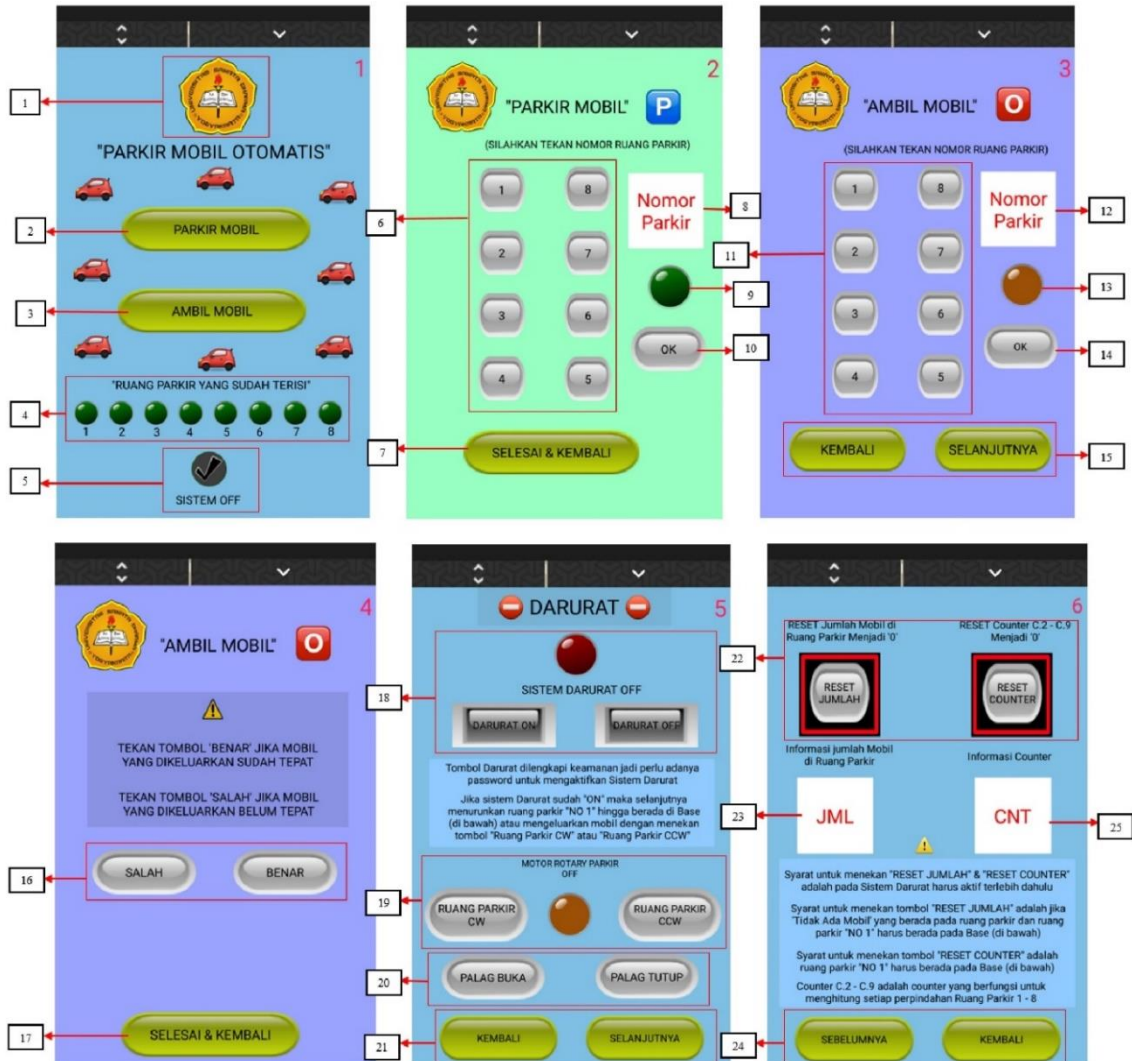 1
"PARKIR MOBIL OTOMATIS"
PARKIR MOBIL
AMBIL MOBIL
"RUANG PARKIR YANG SUDAH TERISI"
1 2 3 4 5 6 7 8
SISTEM OFF
1
2
3
4
5
2
"PARKIR MOBIL" P
(SILAHKAN TEKAN NOMOR RUANG PARKIR)
1 8
2 7
3 6
4 5
Nomor
Parkir
OK
SELESAI & KEMBALI
6
7
8
9
10
3
"AMBIL MOBIL" O
(SILAHKAN TEKAN NOMOR RUANG PARKIR)
1 8
2 7
3 6
4 5
Nomor
Parkir
OK
KEMBALI SELANJUTNYA
11
12
13
14
15
4
"AMBIL MOBIL" O
TEKAN TOMBOL 'BENAR' JIKA MOBIL
YANG DIKELUARKAN SUDAH TEPAT
TEKAN TOMBOL 'SALAH' JIKA MOBIL
YANG DIKELUARKAN BELUM TEPAT
SALAH BENAR
SELESAI & KEMBALI
16
17
5
DARURAT
SISTEM DARURAT OFF
DARURAT ON DARURAT OFF
Tombol Darurat dilengkapi keamanan jadi perlu adanya
password untuk mengaktifkan Sistem Darurat
Jika sistem Darurat sudah "ON" maka selanjutnya
menurunkan ruang parkir "NO 1" hingga berada di Base
(di bawah) atau mengeluarkan mobil dengan menekan
tombol "Ruang Parkir CW" atau "Ruang Parkir CCW"
MOTOR ROTARY PARKIR
OFF
RUANG PARKIR
CW
RUANG PARKIR
CCW
PALAG BUKA PALAG TUTUP
KEMBALI SELANJUTNYA
18
19
20
21
6
RESET Jumlah Mobil di
Ruang Parkir Menjadi '0'
RESET Counter C.2 - C.9
Menjadi '0'
RESET
JUMLAH
RESET
COUNTER
Informasi jumlah Mobil
di Ruang Parkir
Informasi Counter
JML CNT
Syarat untuk menekan "RESET JUMLAH" & "RESET COUNTER"
adalah pada Sistem Darurat harus aktif terlebih dahulu
Syarat untuk menekan tombol "RESET JUMLAH" adalah jika
'Tidak Ada Mobil' yang berada pada ruang parkir dan ruang
parkir "NO 1" harus berada pada Base (di bawah)
Syarat untuk menekan tombol "RESET COUNTER" adalah
ruang parkir "NO 1" harus berada pada Base (di bawah)
Counter C.2 - C.9 adalah counter yang berfungsi untuk
menghitung setiap perpindahan Ruang Parkir 1 - 8
SEBELUMNYA KEMBALI
22
23
24
25